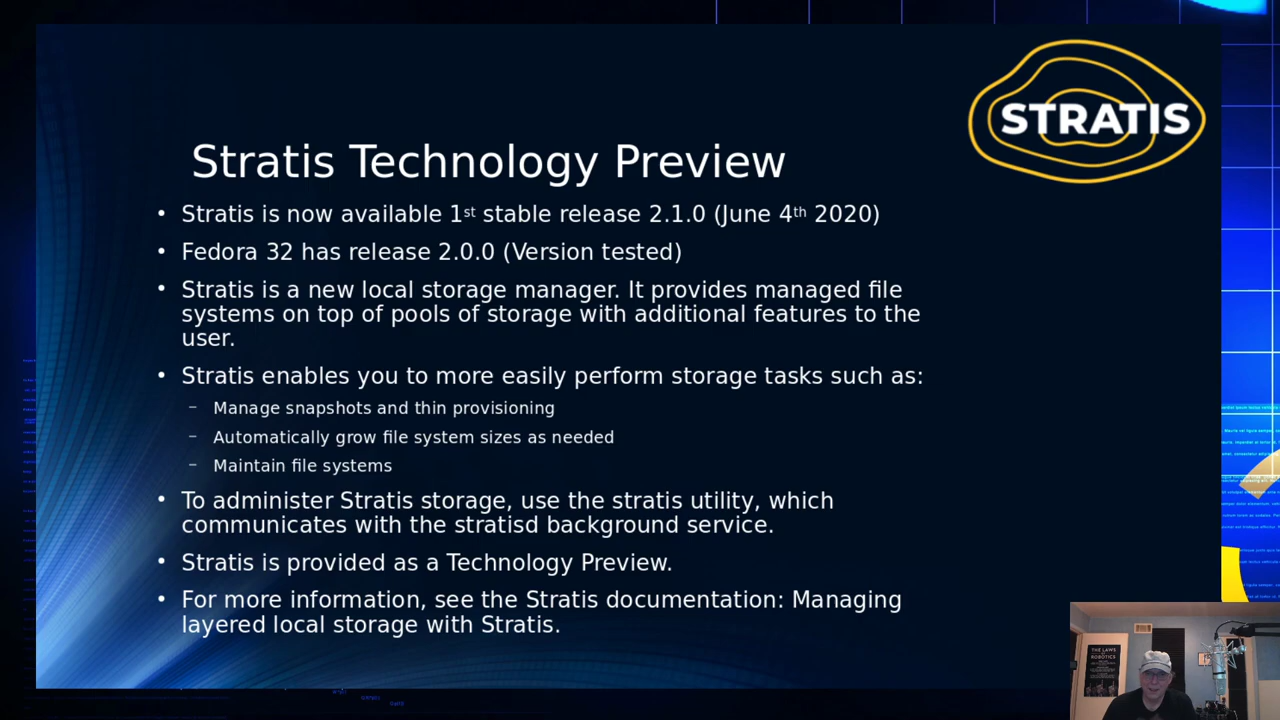 STRATIS
Stratis Technology Preview
• Stratis is now available 1st stable release 2.1.0 (June 4th 2020)
• Fedora 32 has release 2.0.0 (Version tested)
• Stratis is a new local storage manager. It provides managed file
systems on top of pools of storage with additional features to the
user.
• Stratis enables you to more easily perform storage tasks such as:
– Manage snapshots and thin provisioning
– Automatically grow file system sizes as needed
– Maintain file systems
• To administer Stratis storage, use the stratis utility, which
communicates with the stratisd background service.
• Stratis is provided as a Technology Preview.
• For more information, see the Stratis documentation: Managing
layered local storage with Stratis.
THE LAWS
ROBOTICS